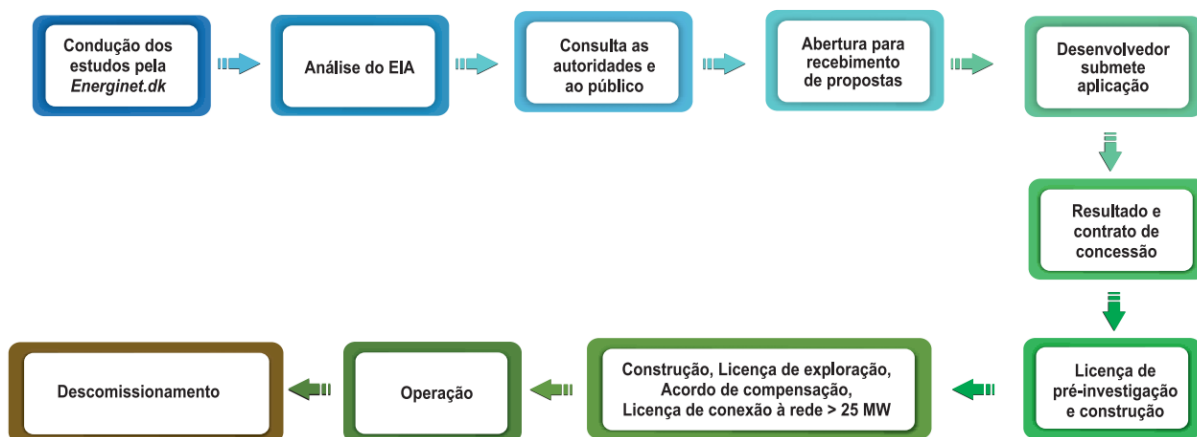 Condução dos
estudos pela
Energinet.dk
Análise do EIA
Consulta as
autoridades e
ao público
Abertura para
recebimento
de propostas
Desenvolvedor
submete
aplicação
Resultado e
contrato de
concessão
Licença de
pré-investigação
e construção
Construção, Licença de exploração,
Acordo de compensação,
Licença de conexão à rede > 25 MW
Operação
Descomissionamento